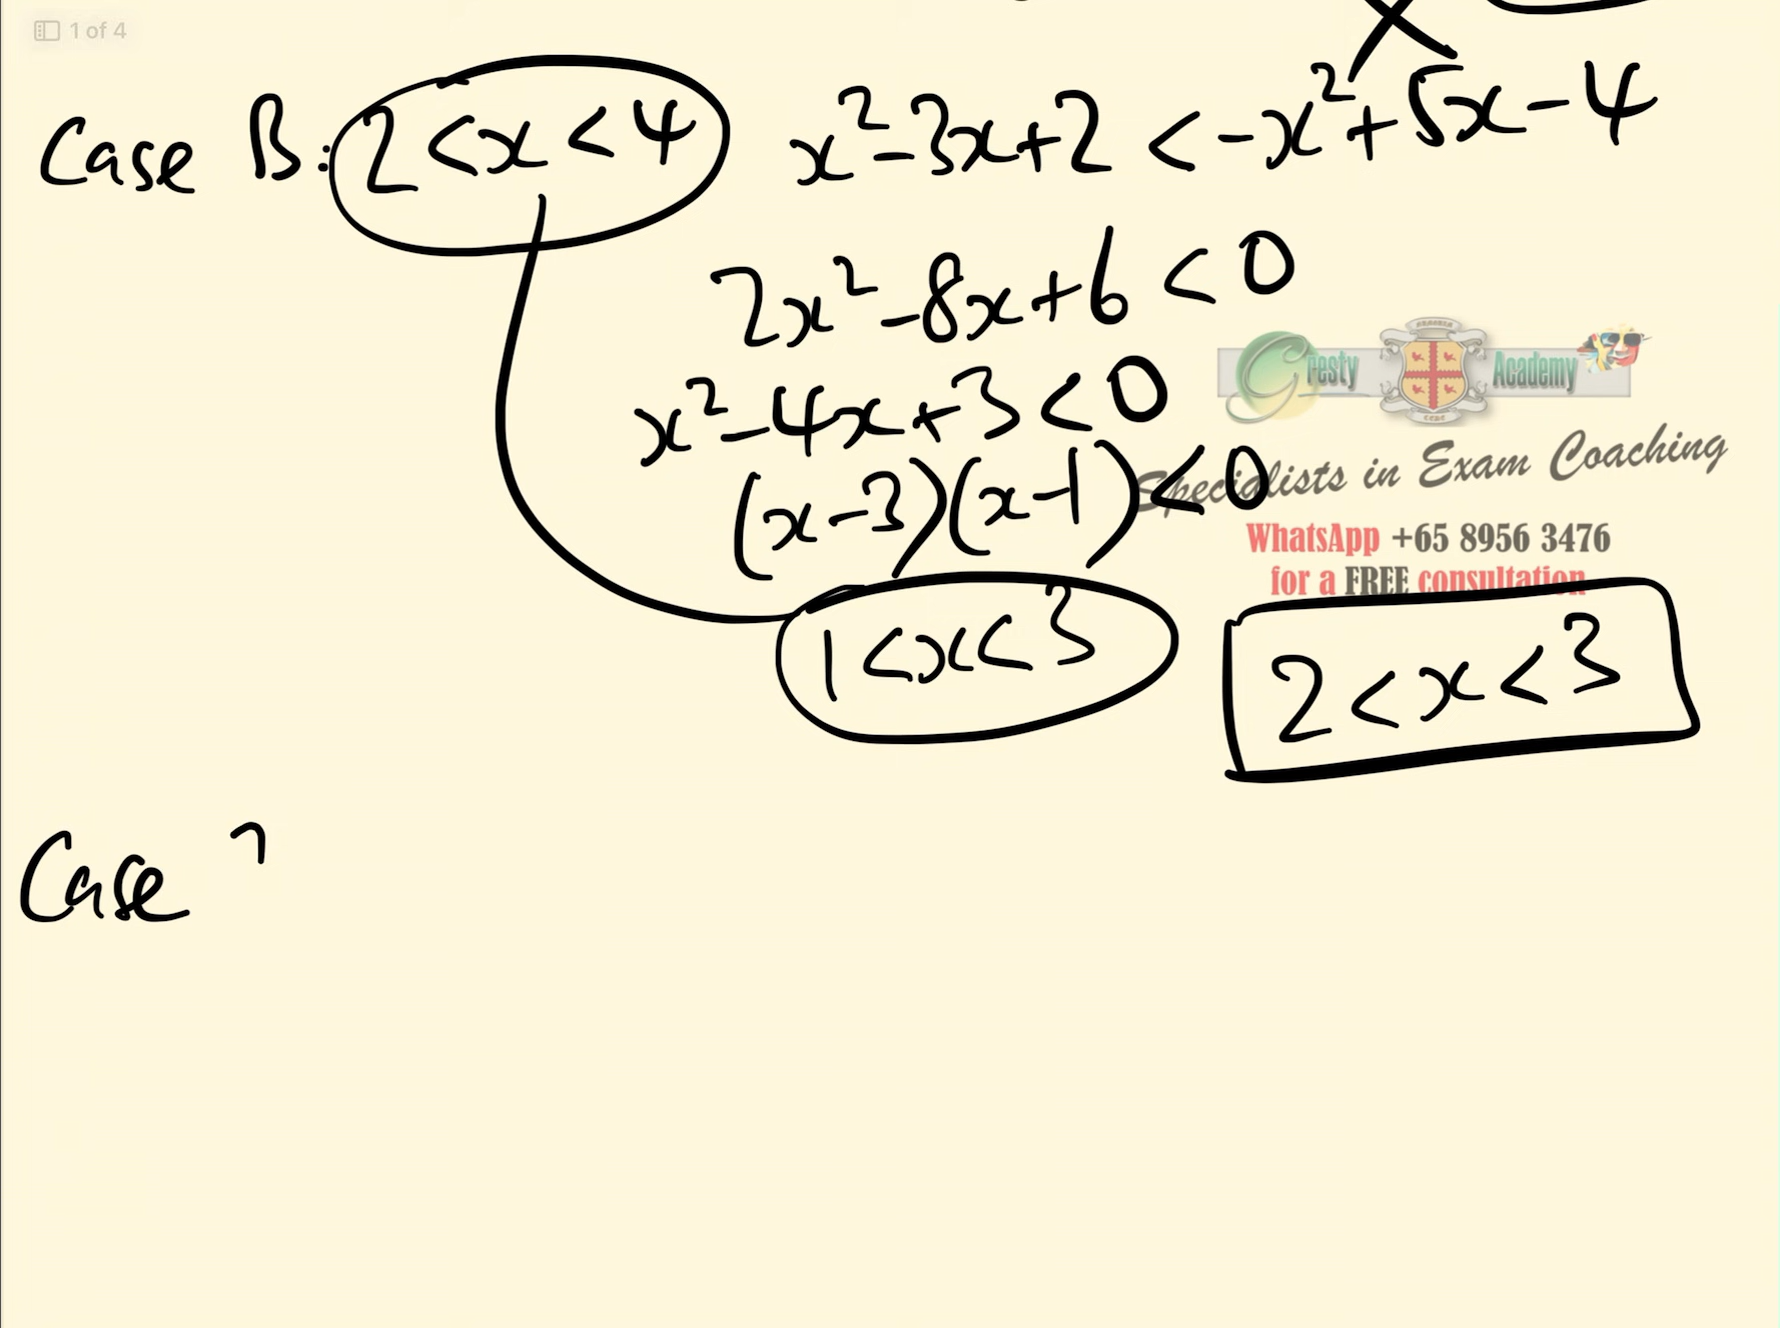 1 of 4
Case B: 2 < x < 4 x² - 3x + 2 < -x² + 5x - 4
2x² - 8x + 6 < 0
x² - 4x + 3 < 0
Gresty Academy
(x - 3)(x - 1) < 0
Specialists in Exam Coaching
WhatsApp +65 8956 3476
for a FREE consultation
1 < x < 3
2 < x < 3
Case